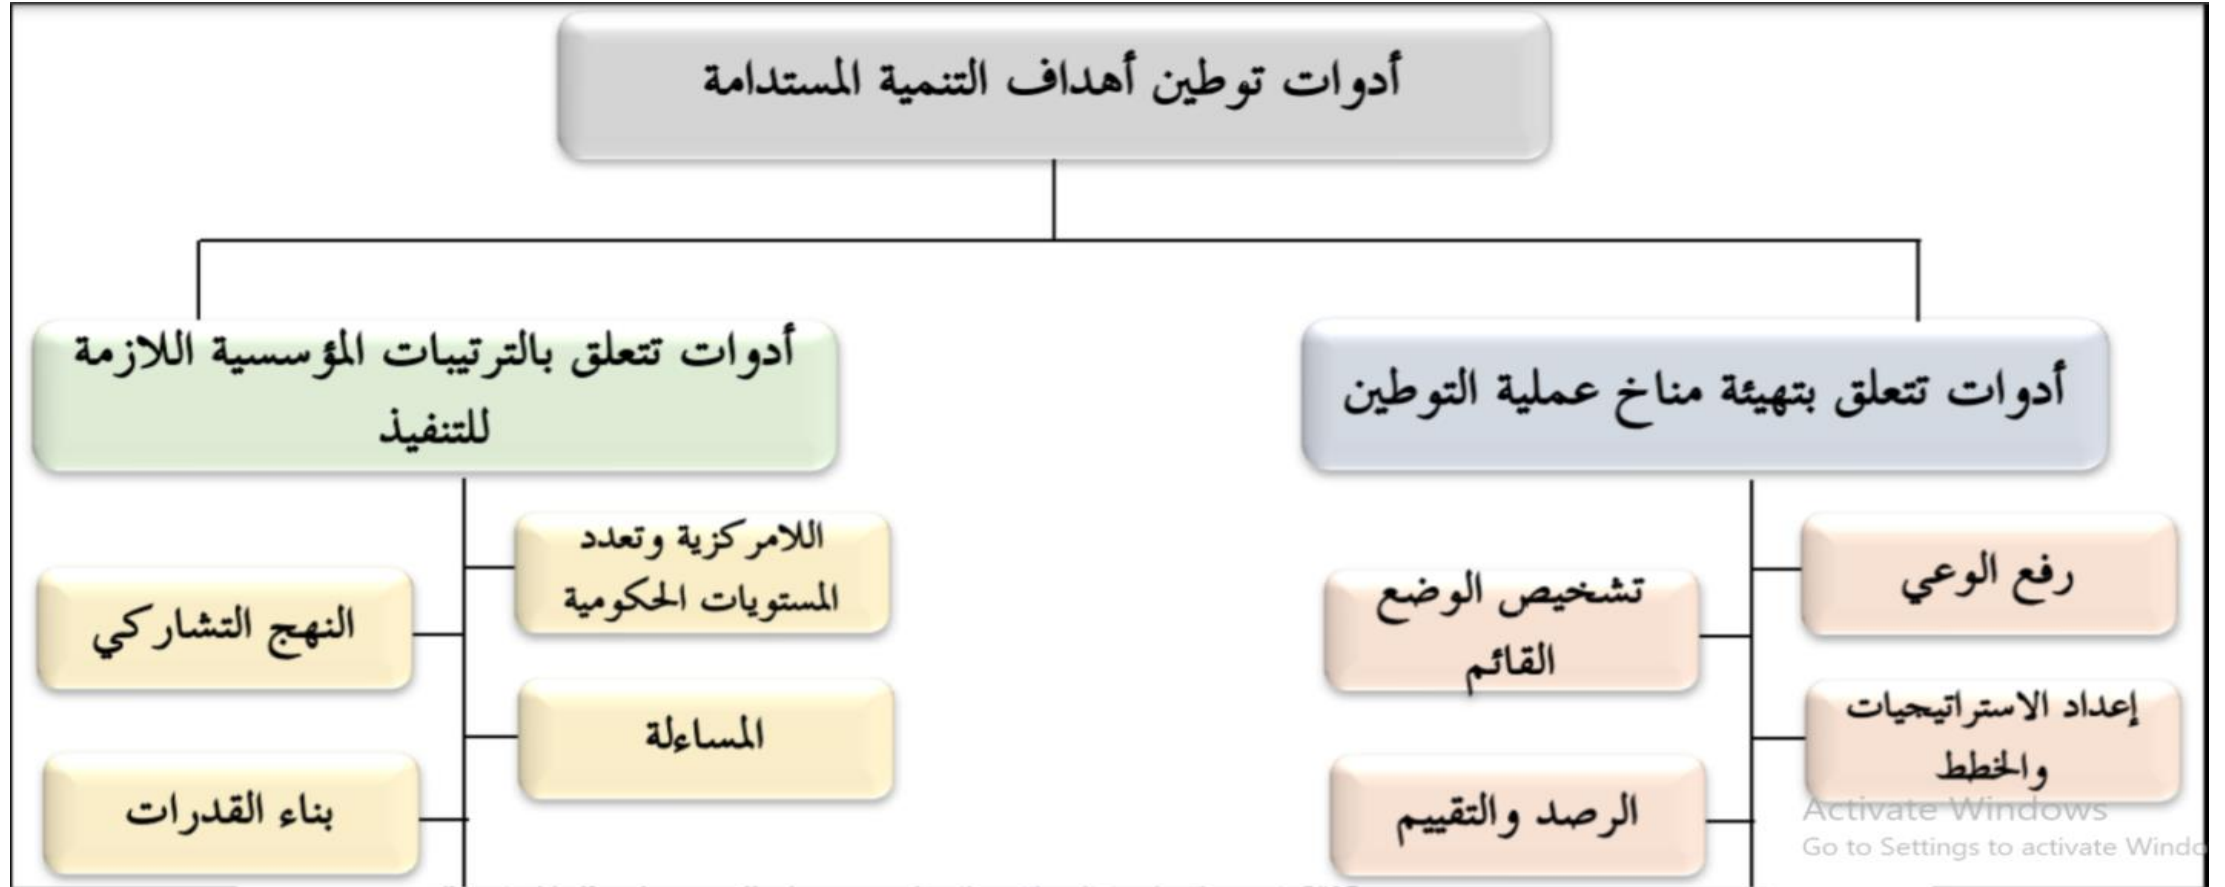 أدوات توطين أهداف التنمية المستدامة
أدوات تتعلق بتهيئة مناخ عملية التوطين
رفع الوعي
تشخيص الوضع
القائم
إعداد الاستراتيجيات
والخطط
الرصد والتقييم
أدوات تتعلق بالترتيبات المؤسسية اللازمة
للتنفيذ
اللامركزية وتعدد
المستويات الحكومية
النهج التشاركي
المساءلة
بناء القدرات
Activate Windows
Go to Settings to activate Windo